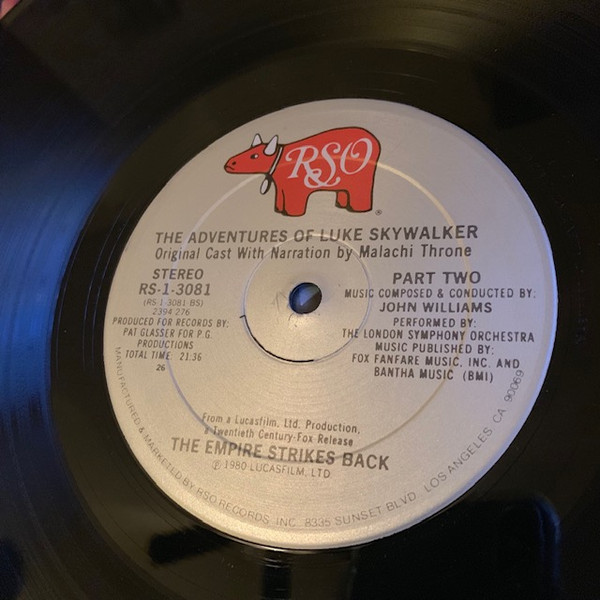 RSO
®
THE ADVENTURES OF LUKE SKYWALKER
Original Cast With Narration by Malachi Throne
STEREO
RS-1-3081
(RS-1-3081 BS)
2394 276
PRODUCED FOR RECORDS BY:
PAT GLASSER FOR P.G.
PRODUCTIONS
TOTAL TIME: 21:36
26
PART TWO
MUSIC COMPOSED & CONDUCTED BY:
JOHN WILLIAMS
PERFORMED BY:
THE LONDON SYMPHONY ORCHESTRA
MUSIC PUBLISHED BY:
FOX FANFARE MUSIC, INC. AND
BANTHA MUSIC (BMI)
From a Lucasfilm, Ltd. Production,
a Twentieth Century-Fox Release
THE EMPIRE STRIKES BACK
℗ 1980 LUCASFILM, LTD
MANUFACTURED & MARKETED BY RSO RECORDS, INC. 8335 SUNSET BLVD. LOS ANGELES, CA 90069